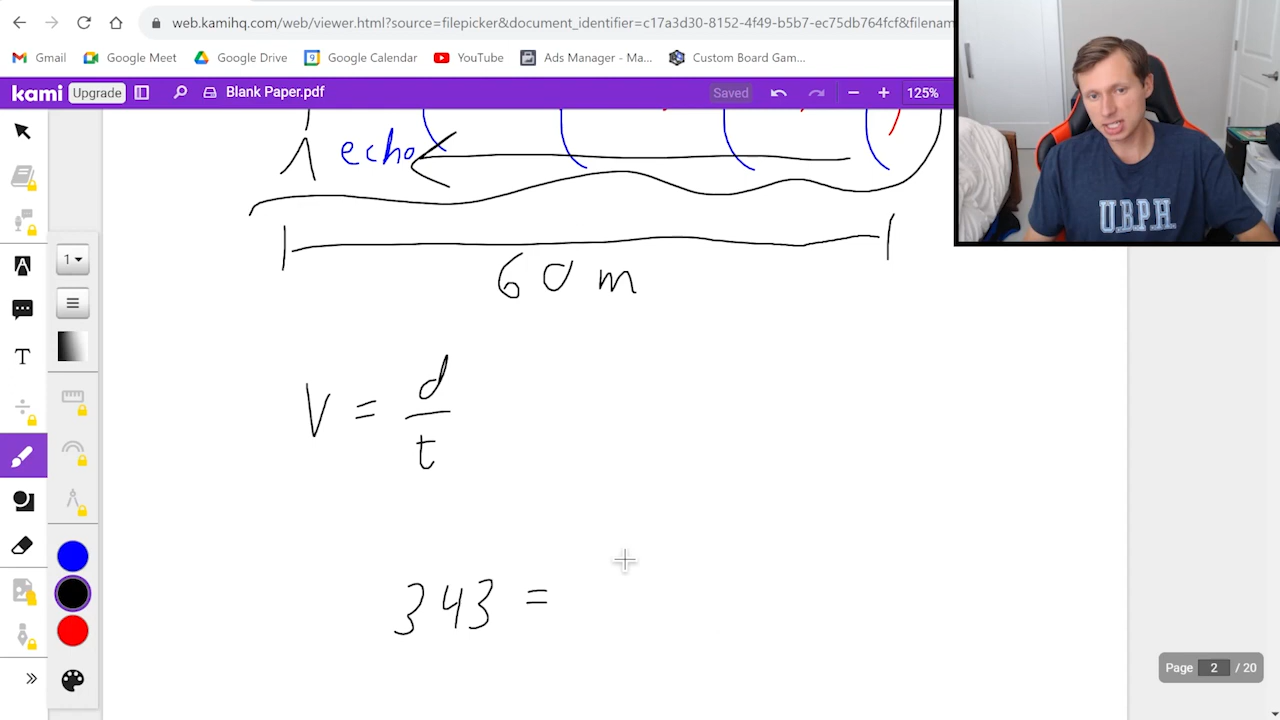 web.kamihq.com/web/viewer.html?source=filepicker&document_identifier=c17a3d30-8152-4f49-b5b7-ec75db764fcf&filenam
Gmail Google Meet Google Drive 9 Google Calendar YouTube Ads Manager - Ma... Custom Board Gam...
kami Upgrade Blank Paper.pdf Saved 125%
echo
60 m
1
V = d
t
T
343 =
U.B.P.H.
Page 2 / 20